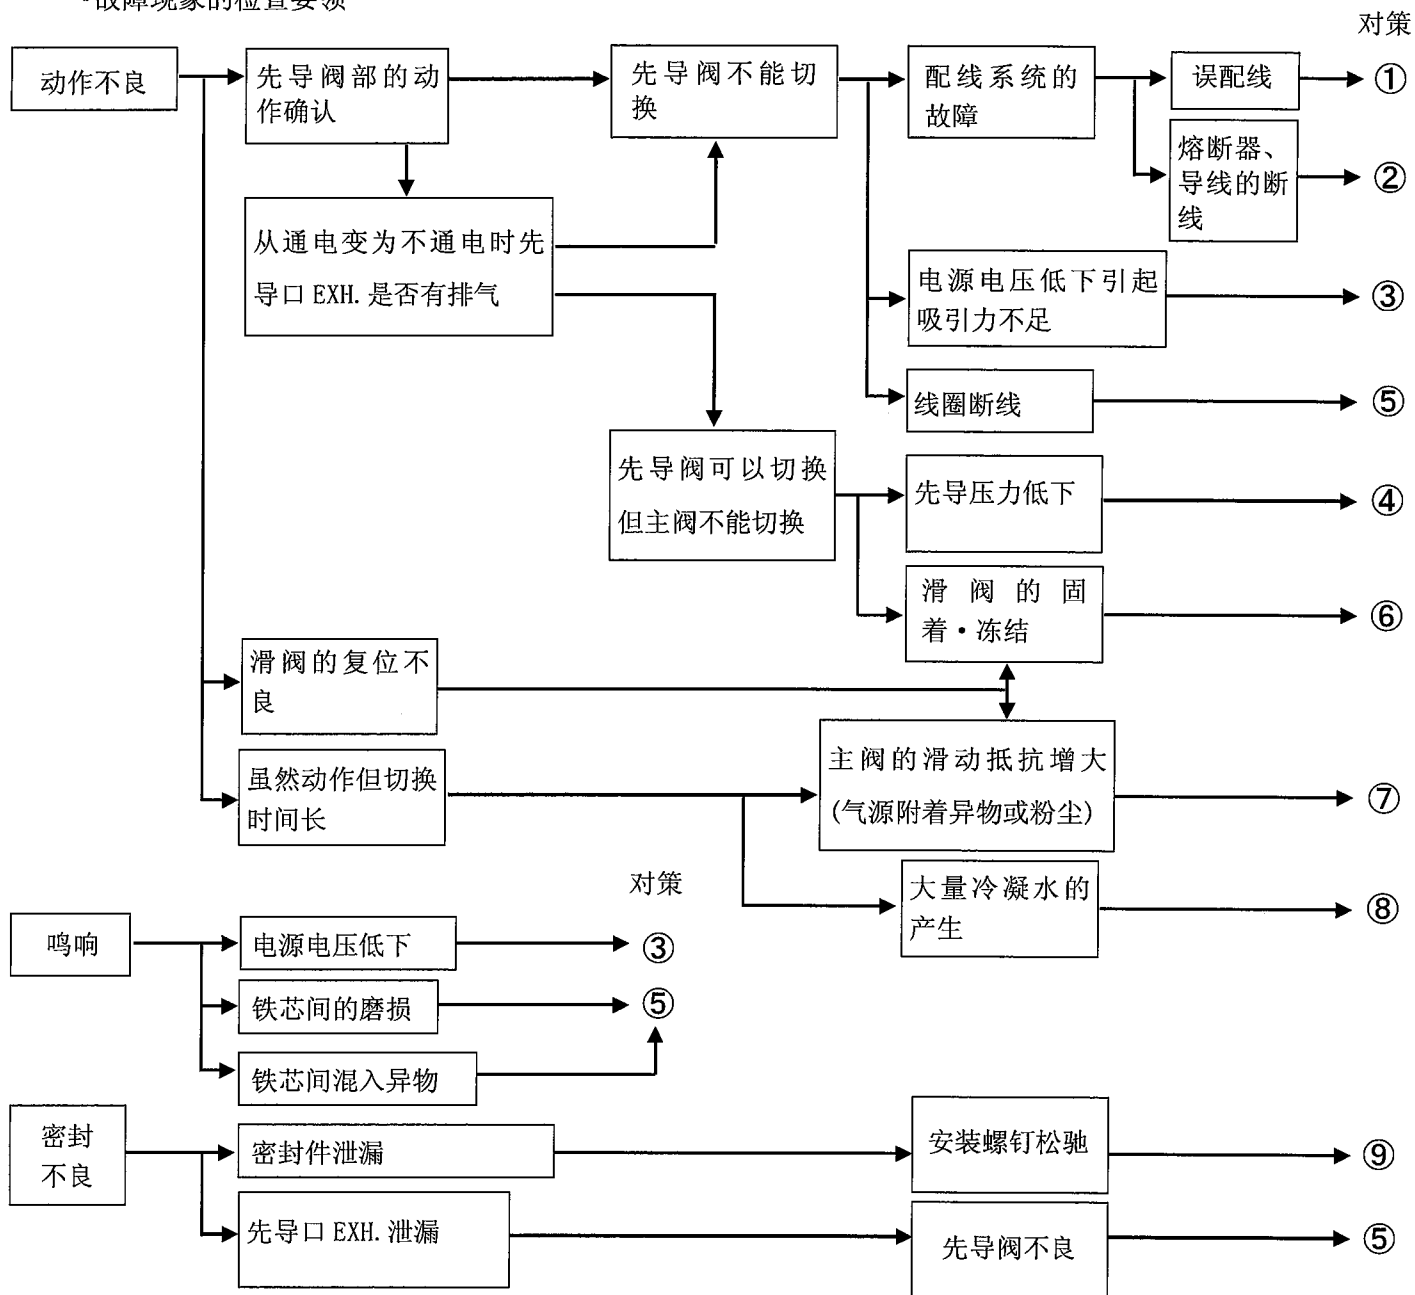 ·故障现象的检查要领
对策
动作不良
先导阀部的动
作确认
先导阀不能切
换
配线系统的
故障
误配线
①
熔断器、
导线的断
线
②
从通电变为不通电时先
导口EXH.是否有排气
电源电压低下引起
吸引力不足
③
线圈断线
⑤
先导阀可以切换
但主阀不能切换
先导压力低下
④
滑阀的固
着·冻结
⑥
滑阀的复位不
良
虽然动作但切换
时间长
主阀的滑动抵抗增大
(气源附着异物或粉尘)
⑦
大量冷凝水的
产生
⑧
对策
鸣响
电源电压低下
③
铁芯间的磨损
⑤
铁芯间混入异物
密封
不良
密封件泄漏
安装螺钉松驰
⑨
先导口EXH.泄漏
先导阀不良
⑤